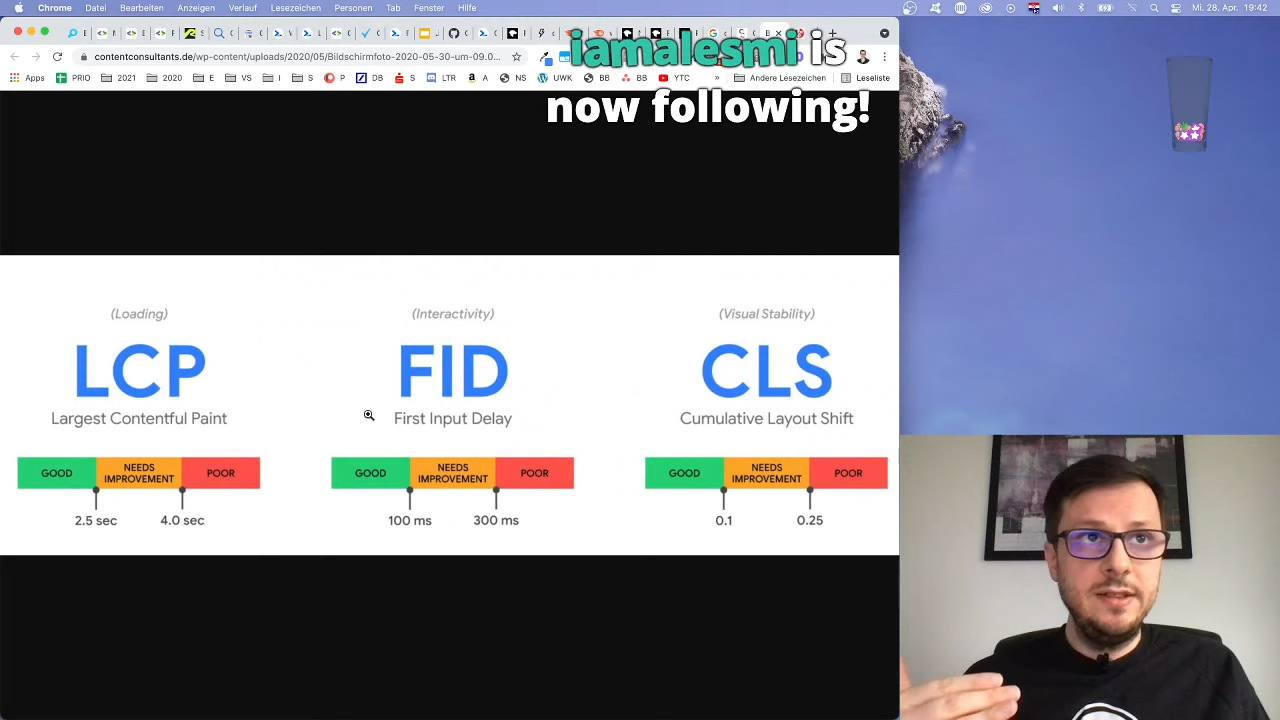 Chrome Datei Bearbeiten Anzeigen Verlauf Lesezeichen Personen Tab Fenster Hilfe Mi. 28. Apr. 19:42
contentconsultants.de/wp-content/uploads/2020/05/Bildschirmfoto-2020-05-30-um-09.0...
Apps PRIO 2021 2020 E VS I O P DB S LTR A NS UWK BB BB YTC » Andere Lesezeichen Leseliste
iamalesmi is
now following!
(Loading)
LCP
Largest Contentful Paint
GOOD
NEEDS
IMPROVEMENT
POOR
2.5 sec 4.0 sec
(Interactivity)
FID
First Input Delay
GOOD
NEEDS
IMPROVEMENT
POOR
100 ms 300 ms
(Visual Stability)
CLS
Cumulative Layout Shift
GOOD
NEEDS
IMPROVEMENT
POOR
0.1 0.25